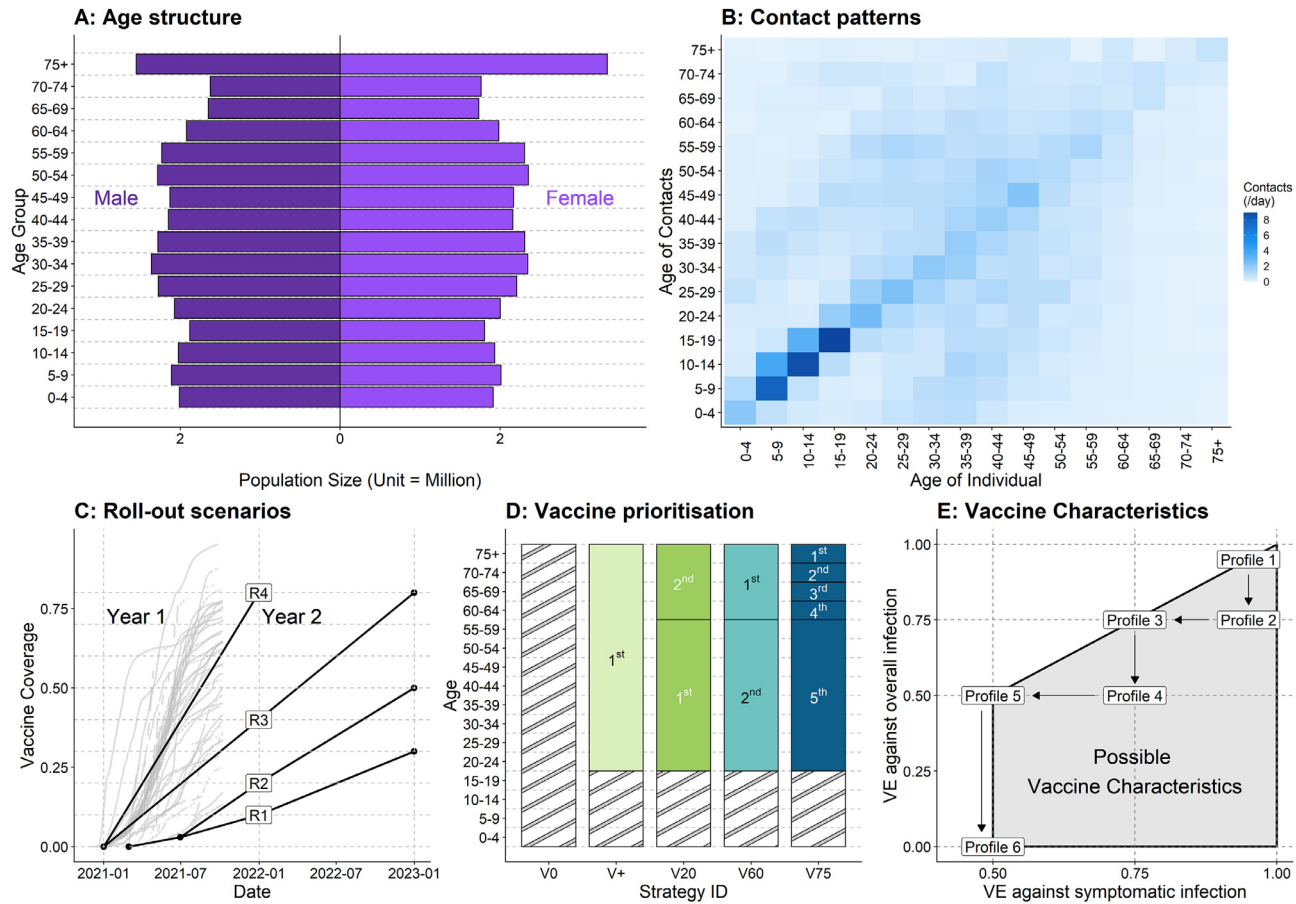 A: Age structure
75+
70-74
65-69
60-64
55-59
50-54
45-49
40-44
35-39
30-34
25-29
20-24
15-19
10-14
5-9
0-4
Age Group
Male
Female
2
0
2
Population Size (Unit = Million)
B: Contact patterns
75+
70-74
65-69
60-64
55-59
50-54
45-49
40-44
35-39
30-34
25-29
20-24
15-19
10-14
5-9
0-4
Age of Contacts
0-4
5-9
10-14
15-19
20-24
25-29
30-34
35-39
40-44
45-49
50-54
55-59
60-64
65-69
70-74
75+
Age of Individual
Contacts
(/day)
8
6
4
2
0
C: Roll-out scenarios
Vaccine Coverage
0.75
0.50
0.25
0.00
Year 1
Year 2
R4
R3
R2
R1
2021-01
2021-07
2022-01
2022-07
2023-01
Date
D: Vaccine prioritisation
Age
75+
70-74
65-69
60-64
55-59
50-54
45-49
40-44
35-39
30-34
25-29
20-24
15-19
10-14
5-9
0-4
1st
2nd
1st
1st
2nd
1st
2nd
3rd
4th
5th
V0
V+
V20
V60
V75
Strategy ID
E: Vaccine Characteristics
VE against overall infection
1.00
0.75
0.50
0.25
0.00
Profile 1
Profile 3
Profile 2
Profile 5
Profile 4
Possible
Vaccine Characteristics
Profile 6
0.50
0.75
1.00
VE against symptomatic infection